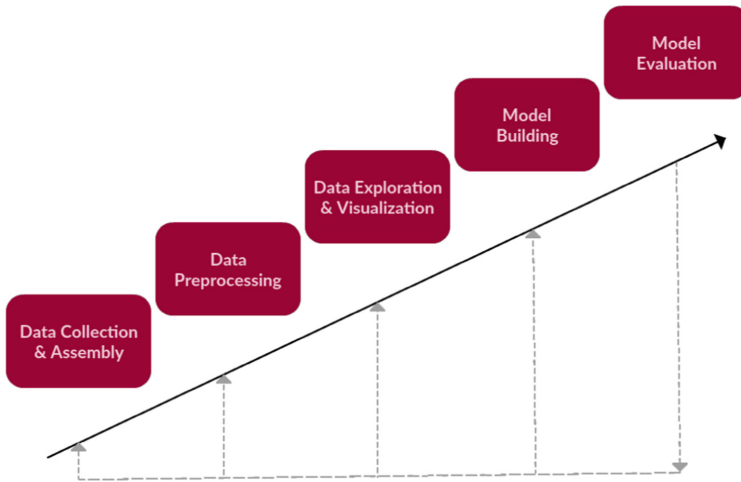 Model
Evaluation
Model
Building
Data Exploration
& Visualization
Data
Preprocessing
Data Collection
& Assembly